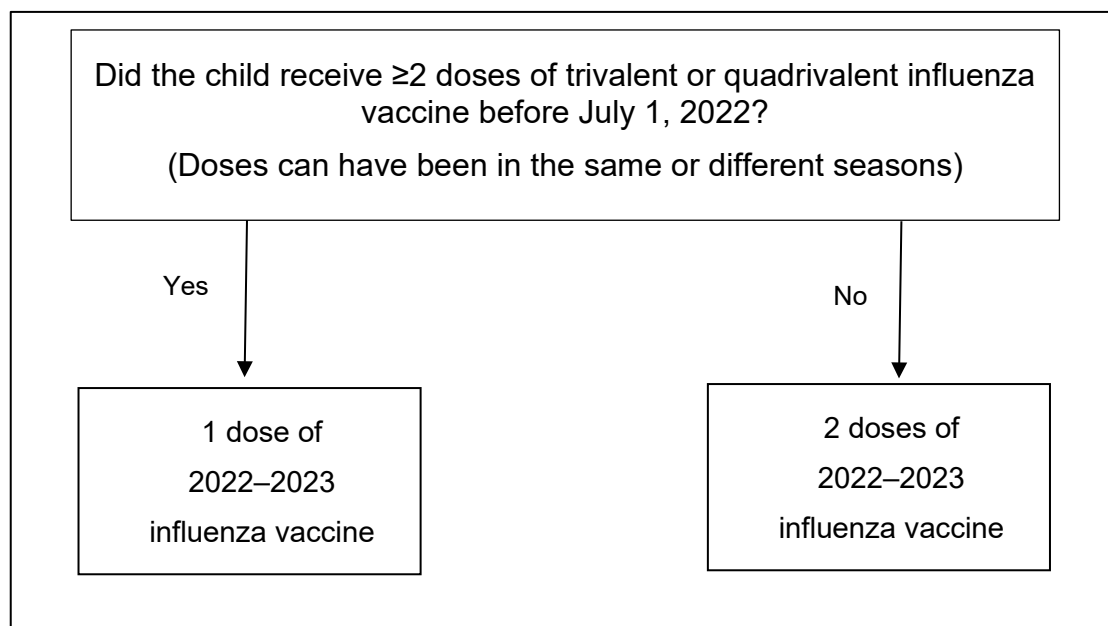 Did the child receive ≥2 doses of trivalent or quadrivalent influenza
vaccine before July 1, 2022?
(Doses can have been in the same or different seasons)
Yes
No
1 dose of
2022–2023
influenza vaccine
2 doses of
2022–2023
influenza vaccine